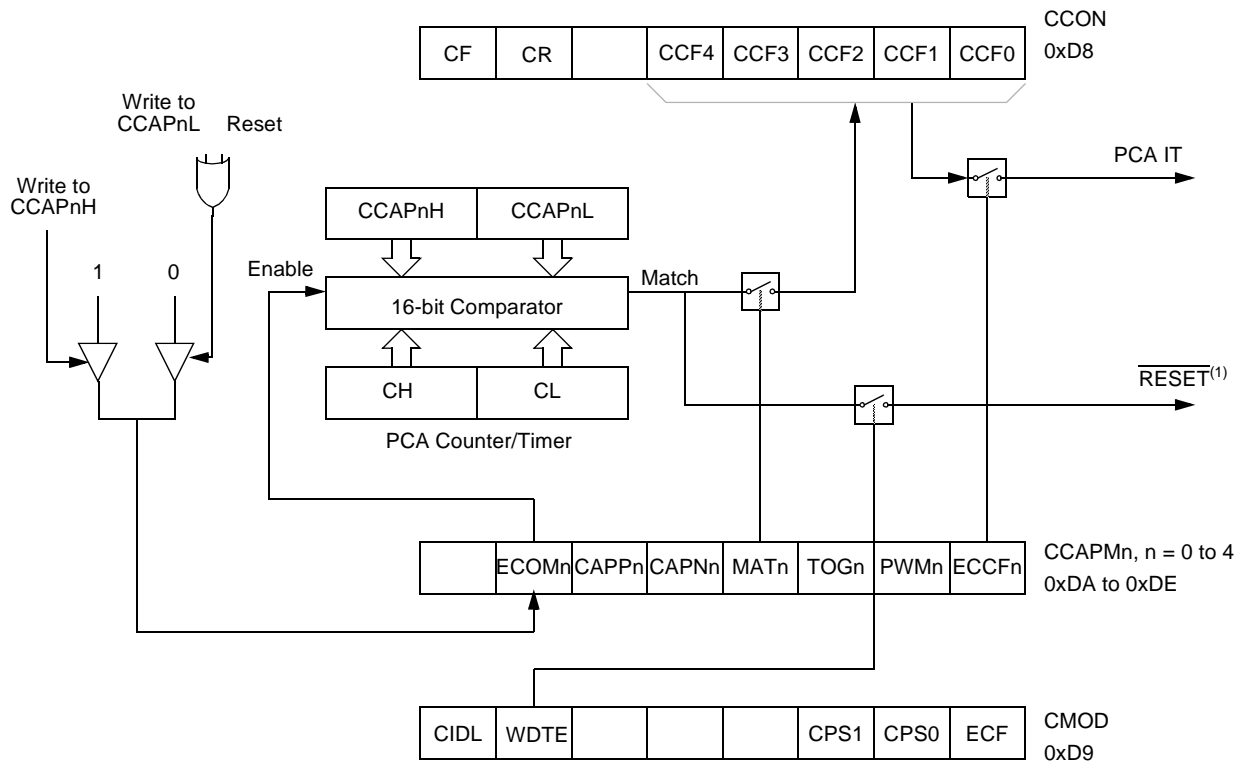 CCON
0xD8
CF CR CCF4 CCF3 CCF2 CCF1 CCF0
Write to
CCAPnL Reset
PCA IT
Write to
CCAPnH
CCAPnH CCAPnL
1 0 Enable Match
16-bit Comparator
CH CL
RESET(1)
PCA Counter/Timer
ECOMn CAPPn CAPNn MATn TOGn PWMn ECCFn
CCAPMn, n = 0 to 4
0xDA to 0xDE
CIDL WDTE CPS1 CPS0 ECF
CMOD
0xD9